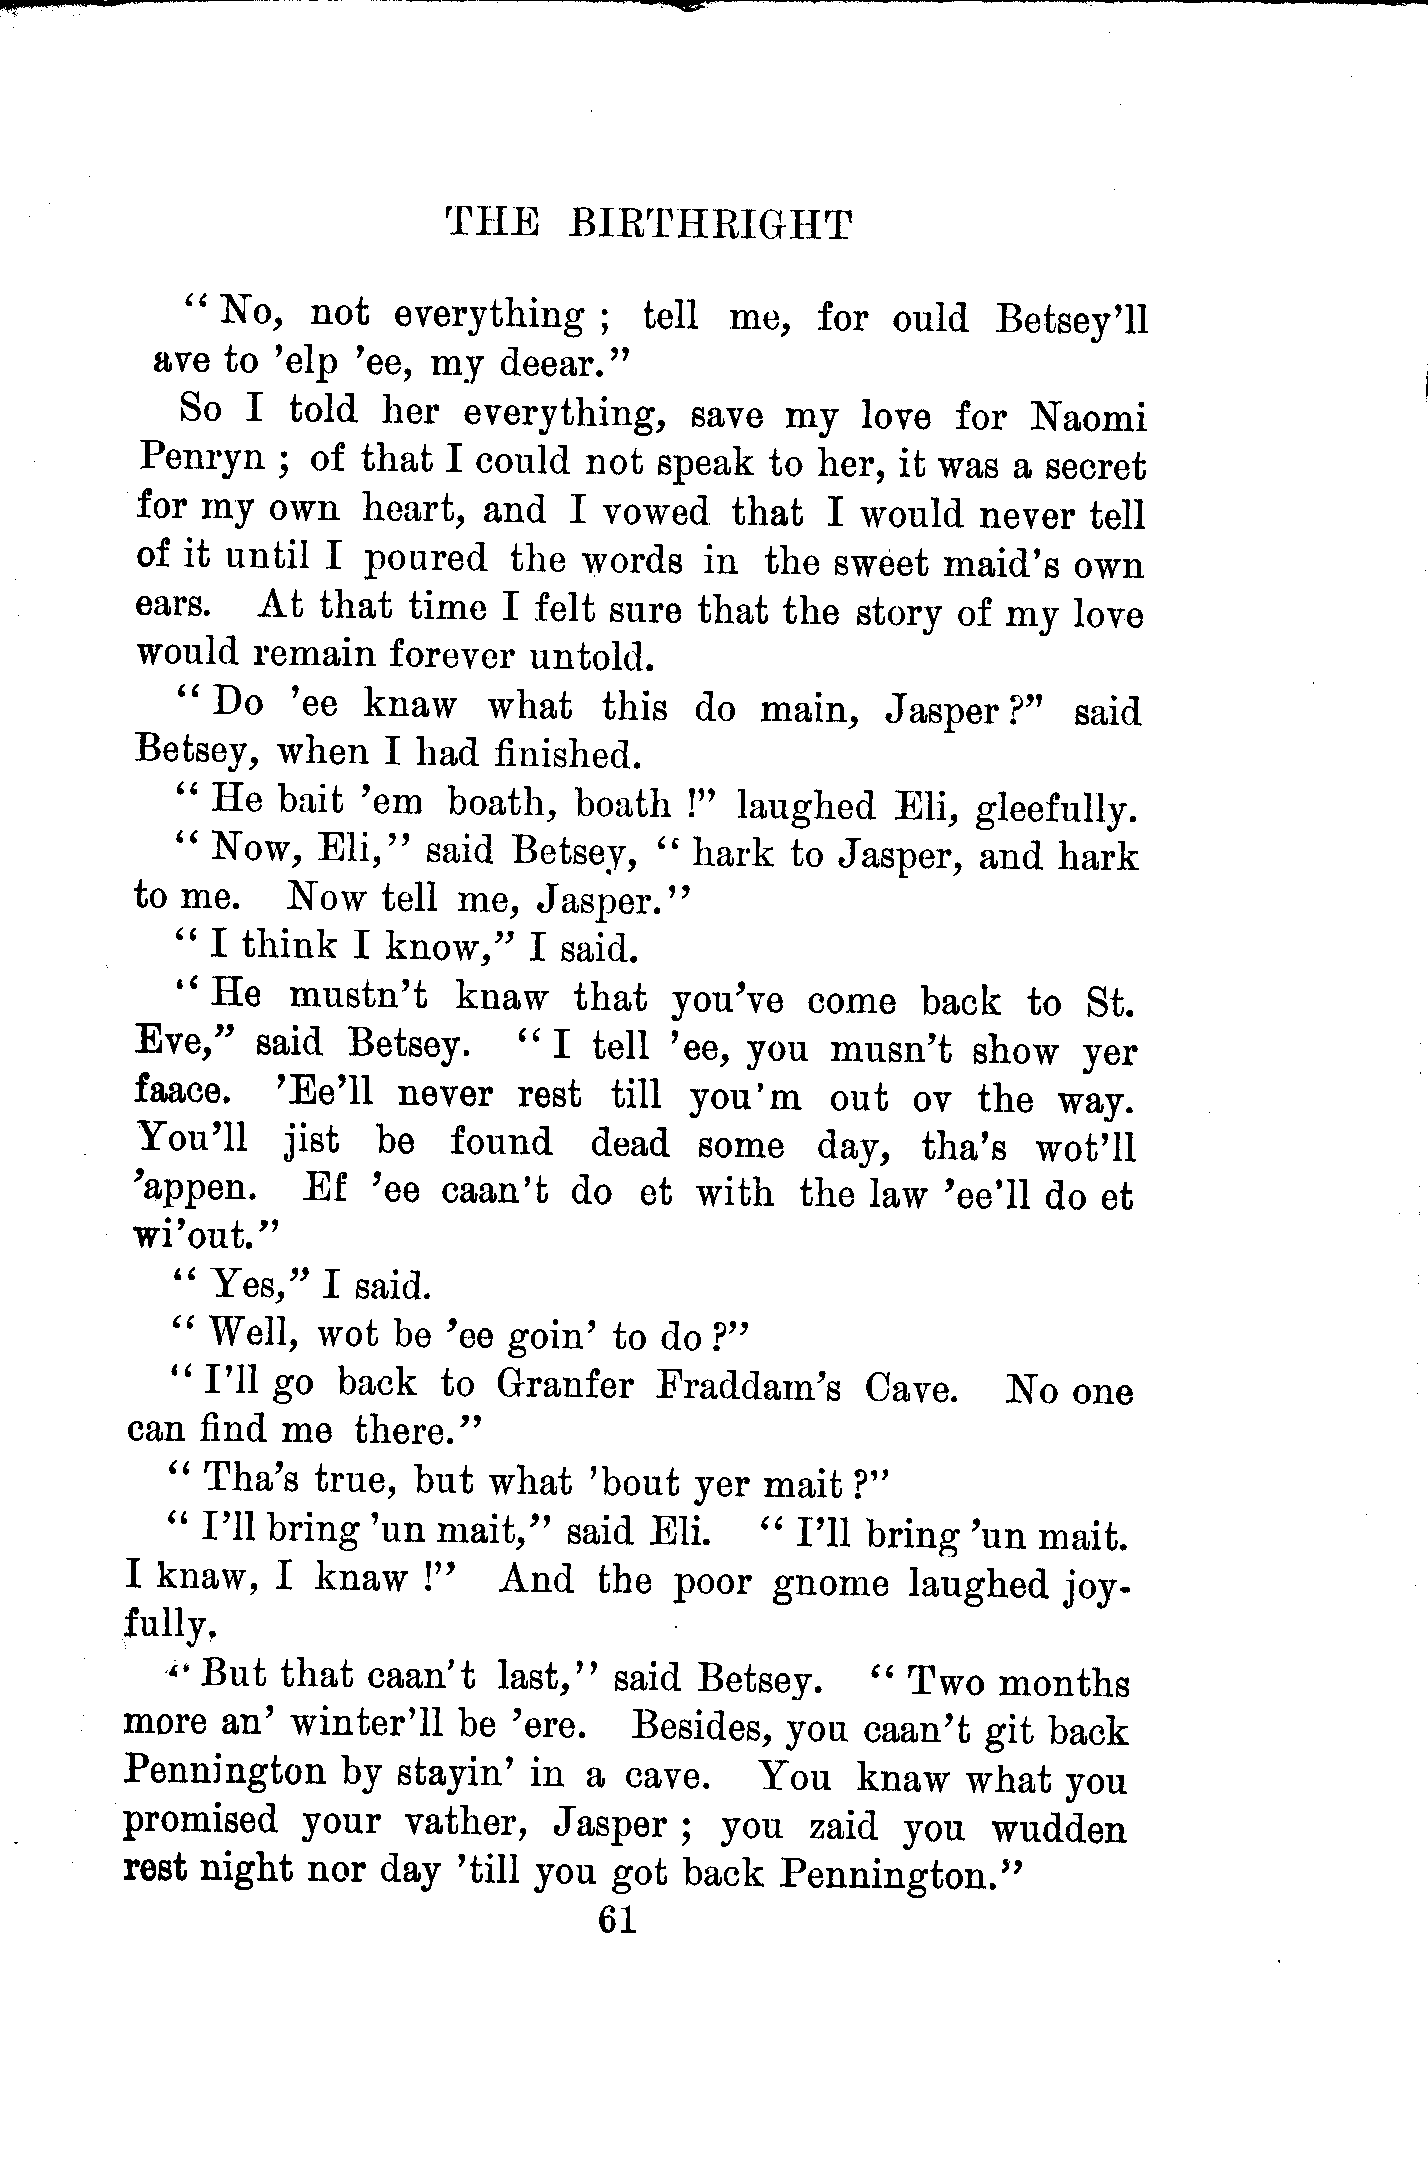 THE BIRTHRIGHT
"No, not everything; tell me, for ould Betsey'll
ave to 'elp 'ee, my deear."
So I told her everything, save my love for Naomi
Penryn; of that I could not speak to her, it was a secret
for my own heart, and I vowed that I would never tell
of it until I poured the words in the sweet maid's own
ears. At that time I felt sure that the story of my love
would remain forever untold.
"Do 'ee knaw what this do main, Jasper?" said
Betsey, when I had finished.
"He bait 'em boath, boath!" laughed Eli, gleefully.
"Now, Eli," said Betsey, "hark to Jasper, and hark
to me. Now tell me, Jasper."
"I think I know," I said.
"He mustn't knaw that you've come back to St.
Eve," said Betsey. "I tell 'ee, you musn't show yer
faace. 'Ee'll never rest till you'm out ov the way.
You'll jist be found dead some day, tha's wot'll
'appen. Ef 'ee caan't do et with the law 'ee'll do et
wi'out."
"Yes," I said.
"Well, wot be 'ee goin' to do?"
"I'll go back to Granfer Fraddam's Cave. No one
can find me there."
"Tha's true, but what 'bout yer mait?"
"I'll bring 'un mait," said Eli. "I'll bring 'un mait.
I knaw, I knaw!" And the poor gnome laughed joy-
fully.
"But that caan't last," said Betsey. "Two months
more an' winter'll be 'ere. Besides, you caan't git back
Pennington by stayin' in a cave. You knaw what you
promised your vather, Jasper; you zaid you wudden
rest night nor day 'till you got back Pennington."
61